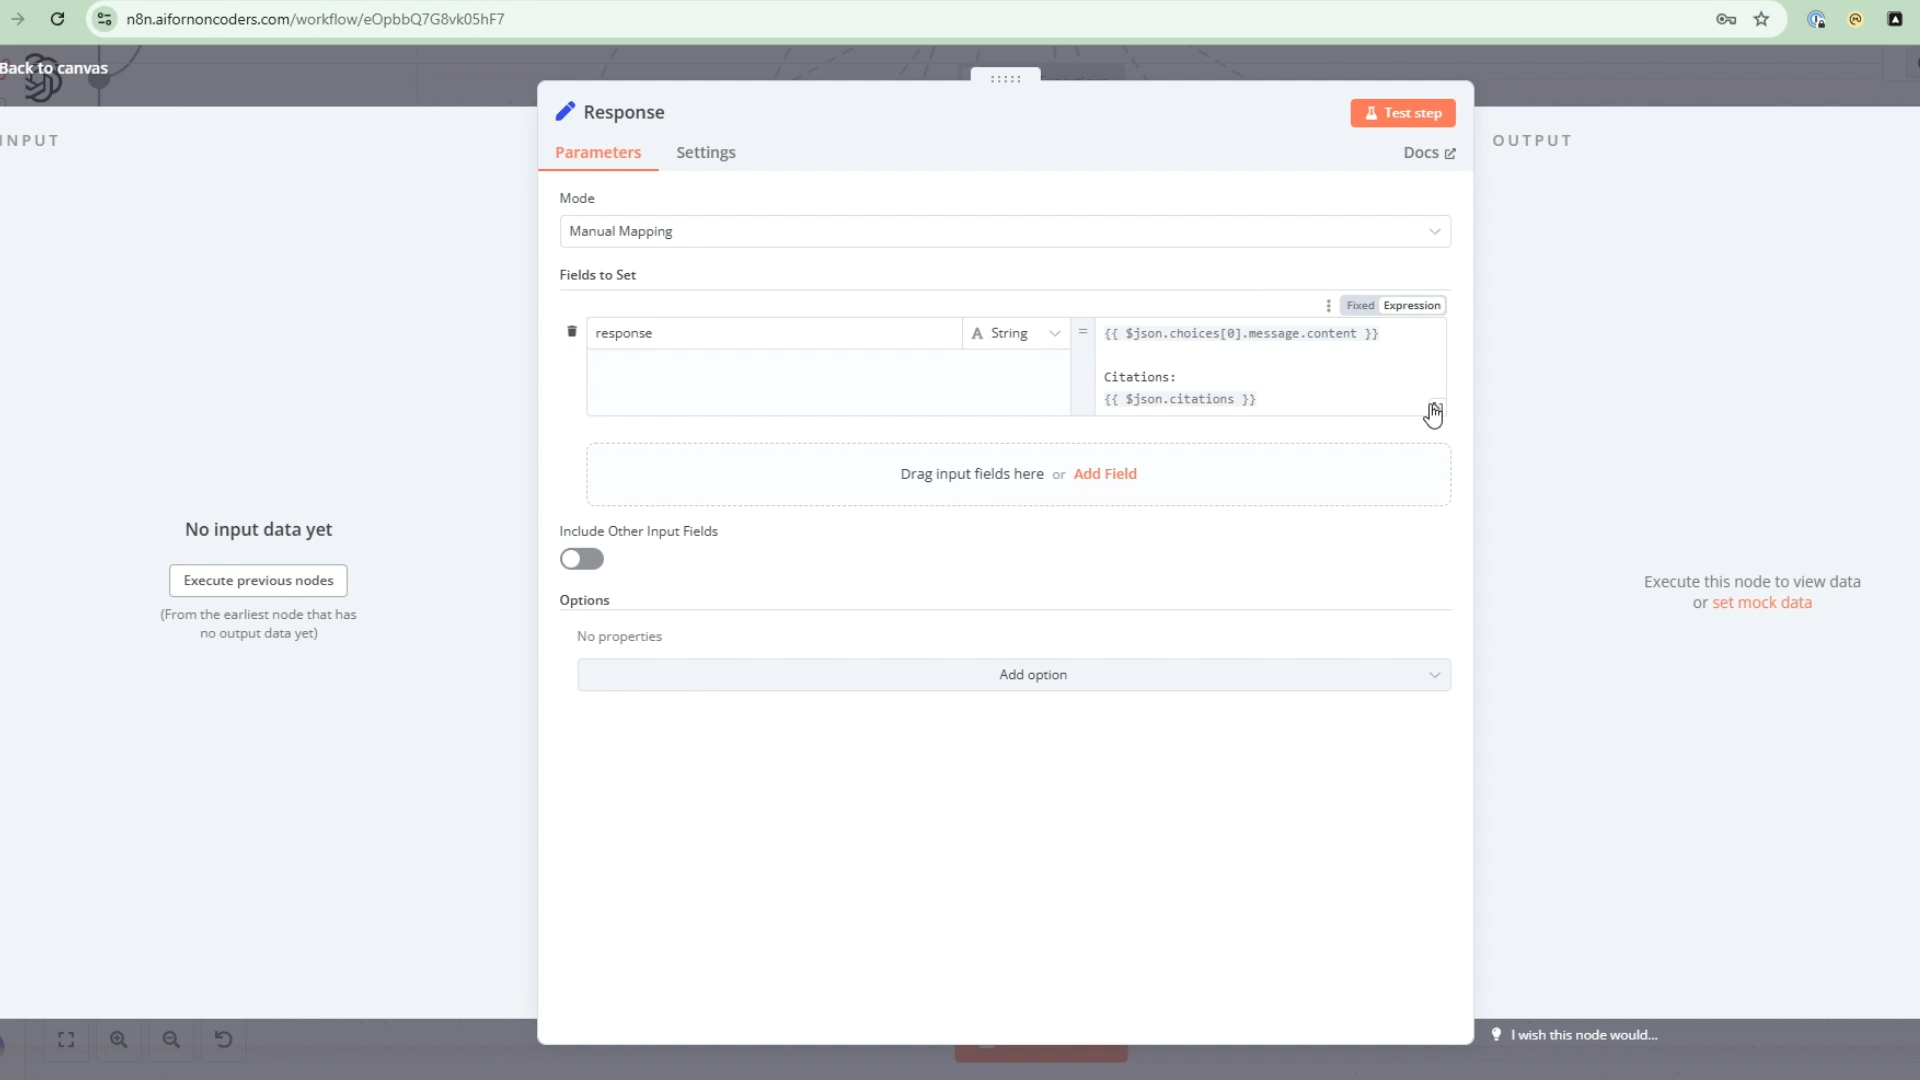 n8n.aifornoncoders.com/workflow/eOpbbQ7G8vk05hF7
Back to canvas
Executions
INPUT
Response
Test step
OUTPUT
Parameters
Settings
Docs
Mode
Manual Mapping
Fields to Set
Fixed
Expression
response
A String
=
{{ $json.choices[0].message.content }}
Citations:
{{ $json.citations }}
Drag input fields here or Add Field
Include Other Input Fields
No input data yet
Execute previous nodes
(From the earliest node that has
no output data yet)
Execute this node to view data
or set mock data
Options
No properties
Add option
I wish this node would...